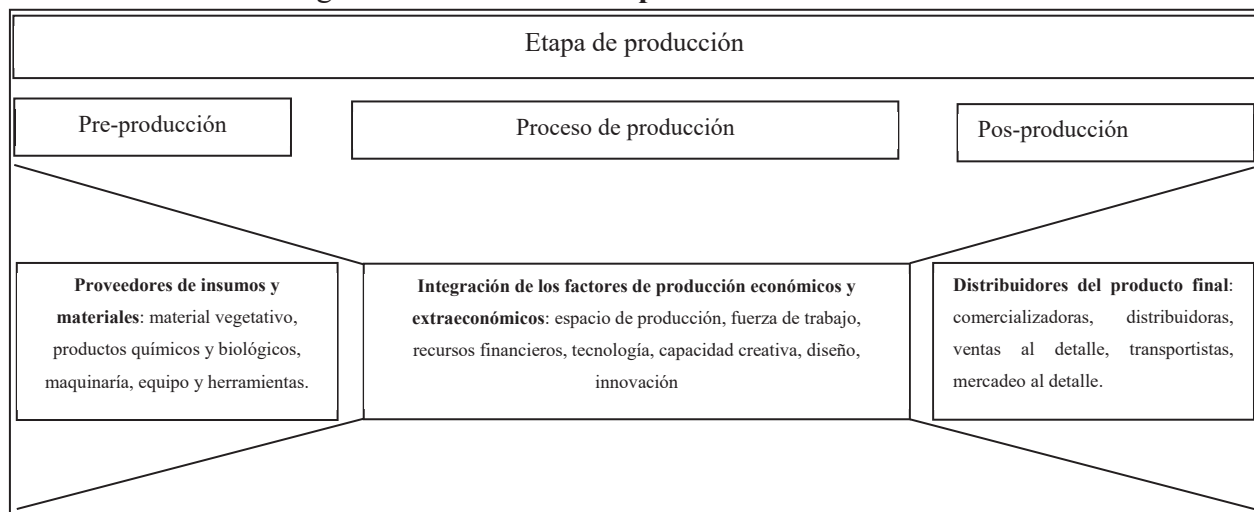 Etapa de producción
Pre-producción
Proceso de producción
Pos-producción
Proveedores de insumos y
materiales: material vegetativo,
productos químicos y biológicos,
maquinaría, equipo y herramientas.
Integración de los factores de producción económicos y
extraeconómicos: espacio de producción, fuerza de trabajo,
recursos financieros, tecnología, capacidad creativa, diseño,
innovación
Distribuidores del producto final:
comercializadoras, distribuidoras,
ventas al detalle, transportistas,
mercadeo al detalle.